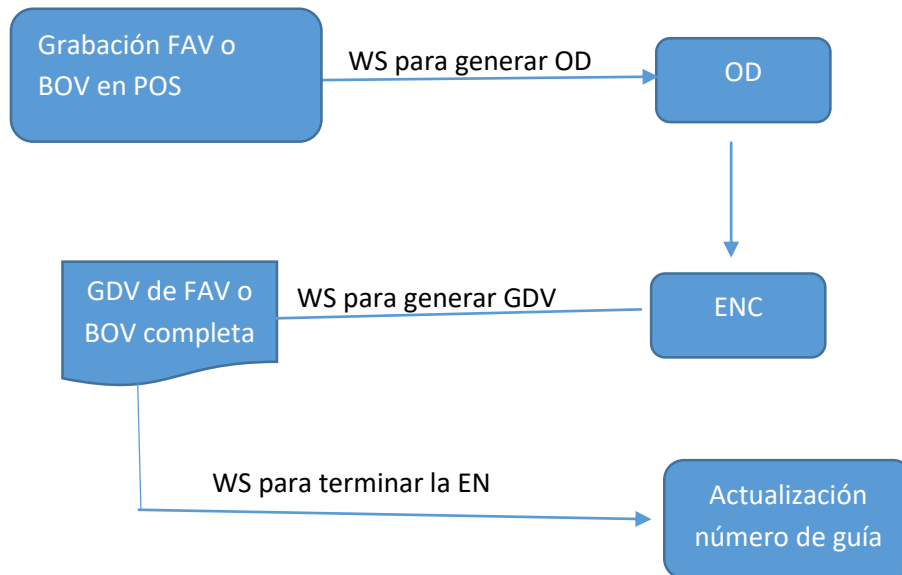 Grabación FAV o
BOV en POS
WS para generar OD
OD
GDV de FAV o
BOV completa
WS para generar GDV
ENC
WS para terminar la EN
Actualización
número de guía